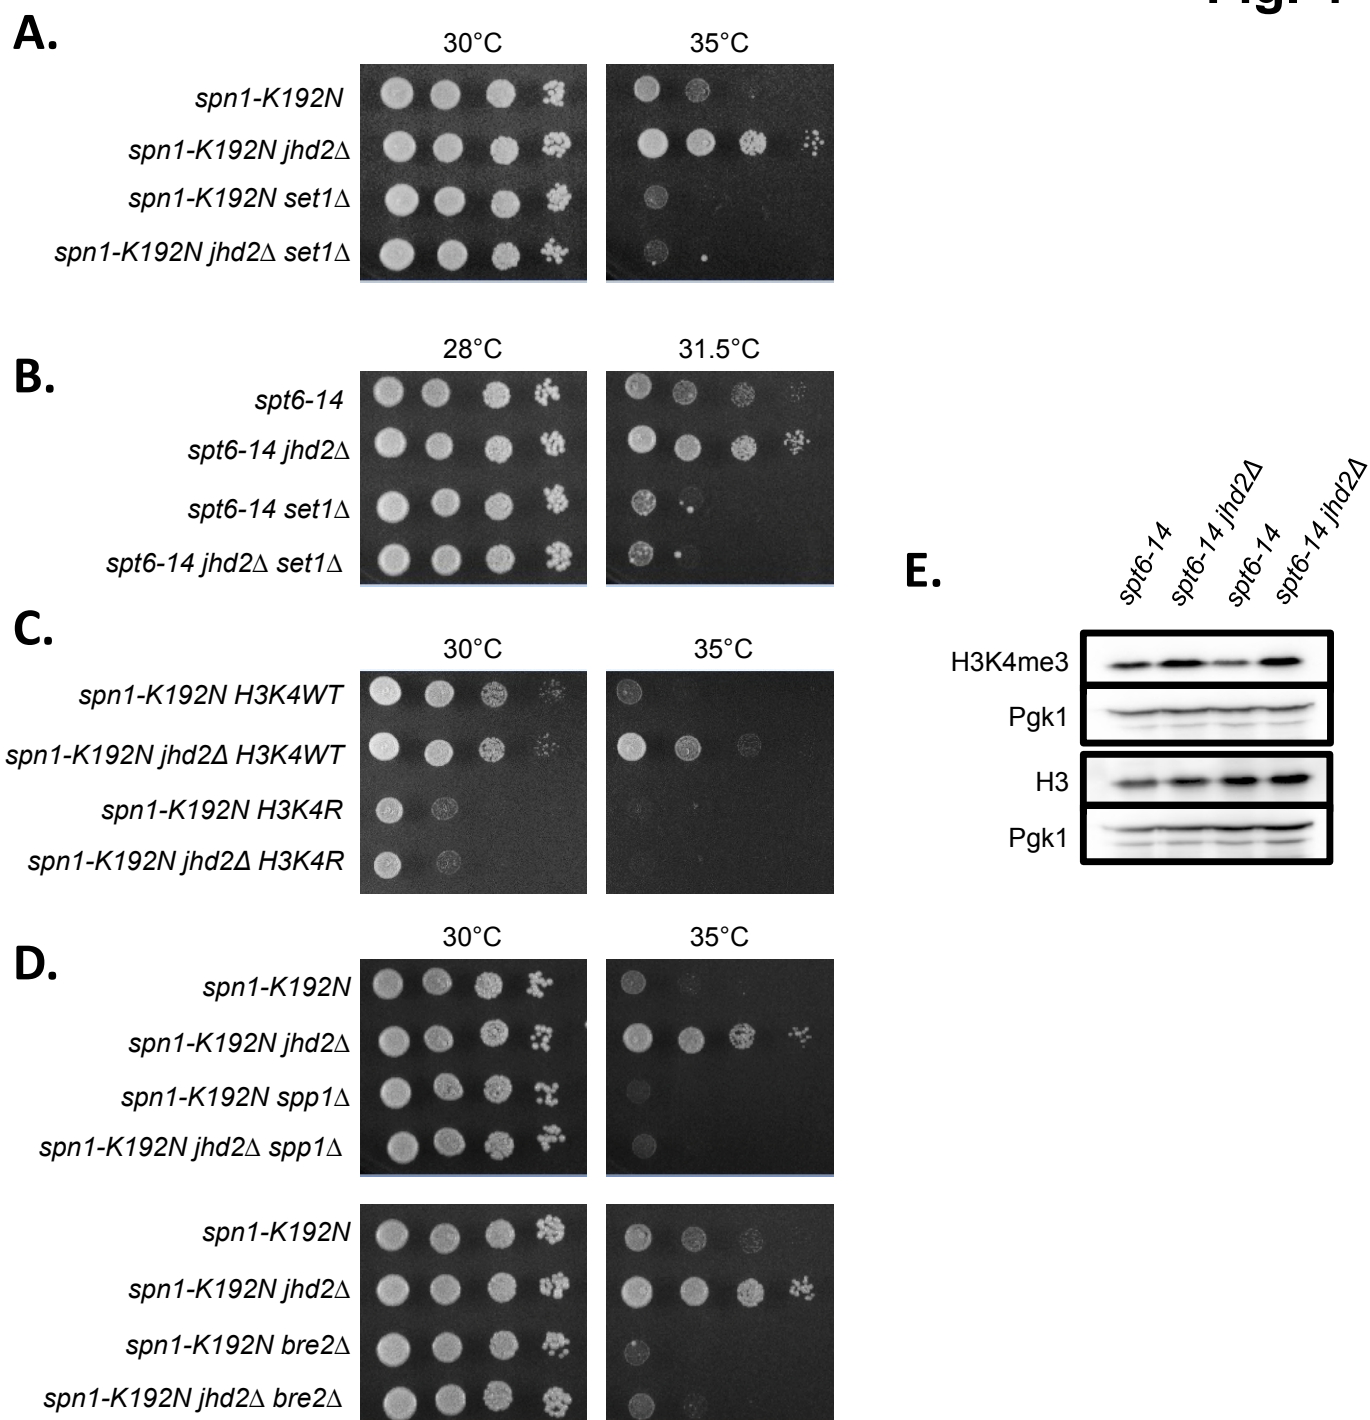 A.
30°C 35°C
spn1-K192N
spn1-K192N jhd2Δ
spn1-K192N set1Δ
spn1-K192N jhd2Δ set1Δ
B.
28°C 31.5°C
spt6-14
spt6-14 jhd2Δ
spt6-14 set1Δ
spt6-14 jhd2Δ set1Δ
C.
30°C 35°C
spn1-K192N H3K4WT
spn1-K192N jhd2Δ H3K4WT
spn1-K192N H3K4R
spn1-K192N jhd2Δ H3K4R
D.
30°C 35°C
spn1-K192N
spn1-K192N jhd2Δ
spn1-K192N spp1Δ
spn1-K192N jhd2Δ spp1Δ
spn1-K192N
spn1-K192N jhd2Δ
spn1-K192N bre2Δ
spn1-K192N jhd2Δ bre2Δ
E.
spt6-14
spt6-14 jhd2Δ
spt6-14
spt6-14 jhd2Δ
H3K4me3
Pgk1
H3
Pgk1